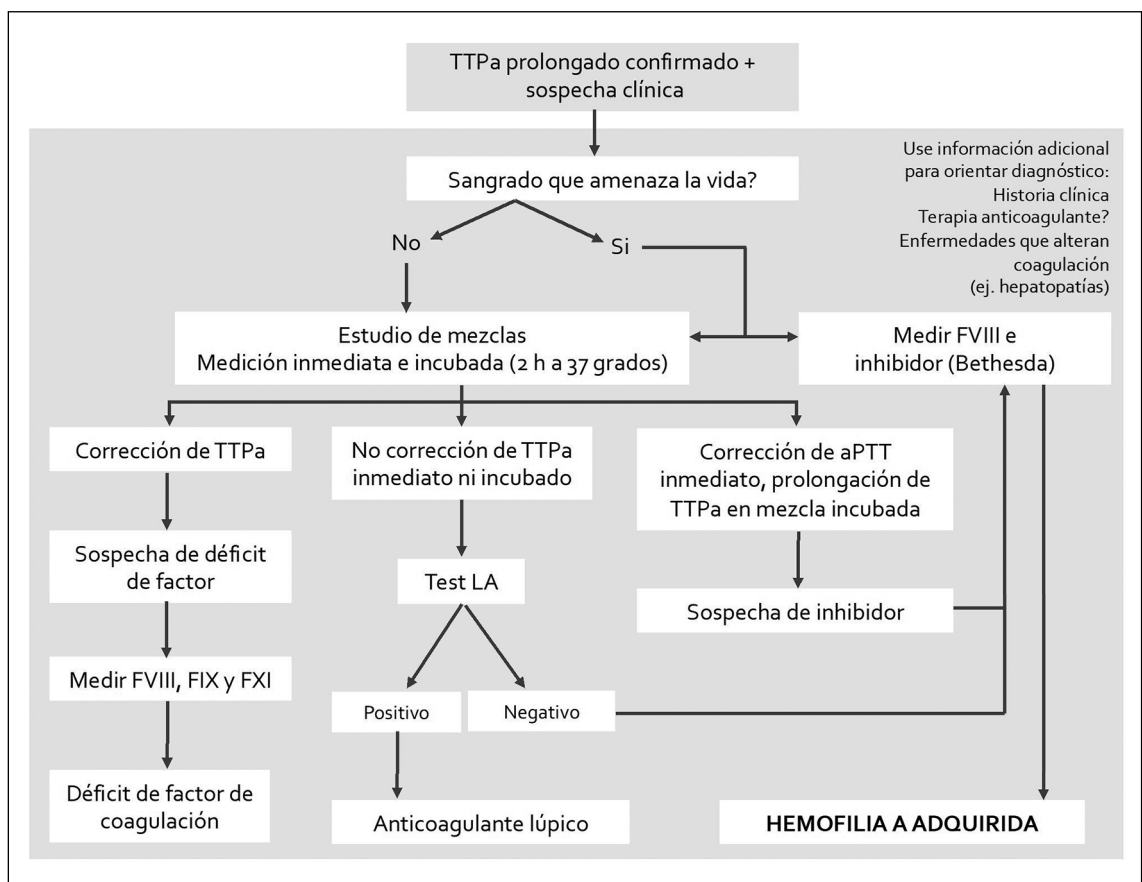 TTPa prolongado confirmado +
sospecha clínica
Use información adicional
para orientar diagnóstico:
Historia clínica
Terapia anticoagulante?
Enfermedades que alteran
coagulación
(ej. hepatopatías)
Sangrado que amenaza la vida?
No
Si
Estudio de mezclas
Medición inmediata e incubada (2 h a 37 grados)
Medir FVIII e
inhibidor (Bethesda)
Corrección de TTPa
No corrección de TTPa
inmediato ni incubado
Corrección de aPTT
inmediato, prolongación de
TTPa en mezcla incubada
Sospecha de déficit
de factor
Test LA
Sospecha de inhibidor
Medir FVIII, FIX y FXI
Positivo
Negativo
Déficit de factor de
coagulación
Anticoagulante lúpico
HEMOFILIA A ADQUIRIDA